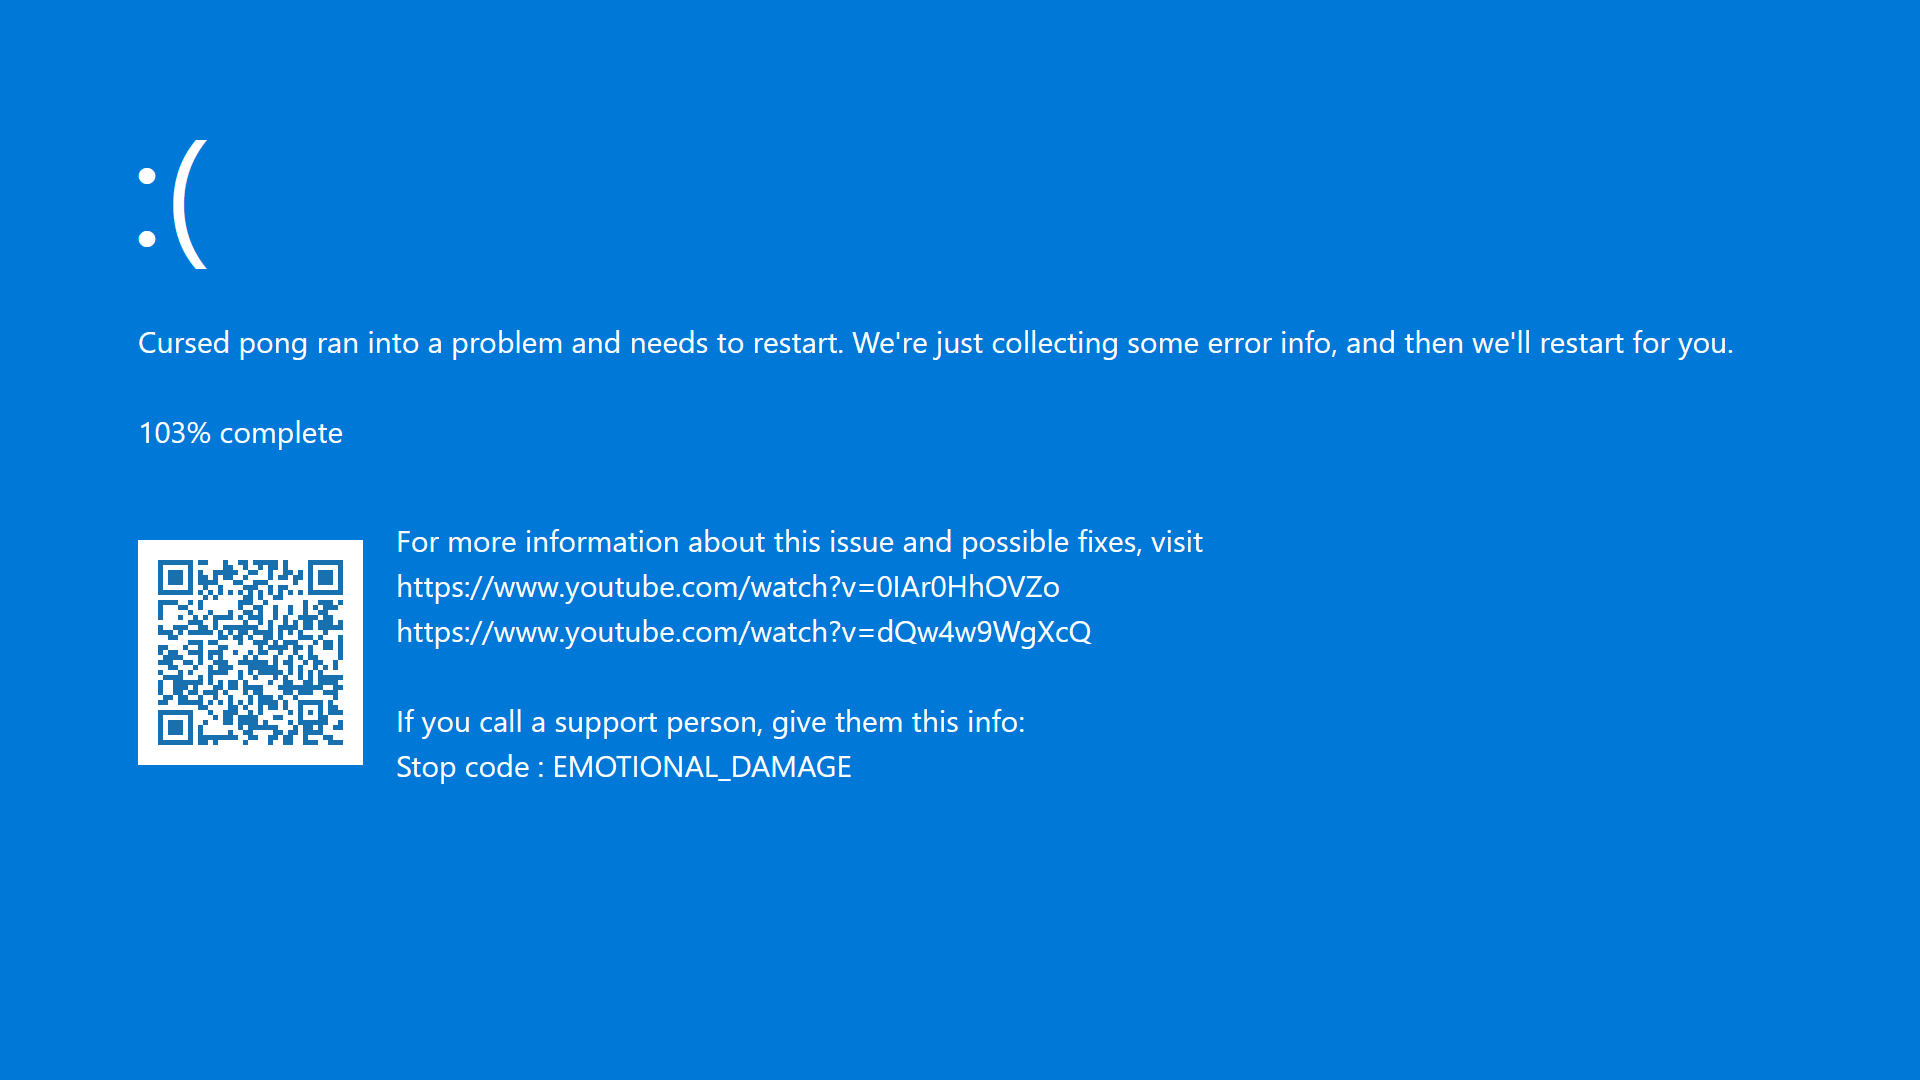 :(
Cursed pong ran into a problem and needs to restart. We're just collecting some error info, and then we'll restart for you.
103% complete
For more information about this issue and possible fixes, visit
https://www.youtube.com/watch?v=0IAr0HhOVZo
https://www.youtube.com/watch?v=dQw4w9WgXcQ
If you call a support person, give them this info:
Stop code : EMOTIONAL_DAMAGE